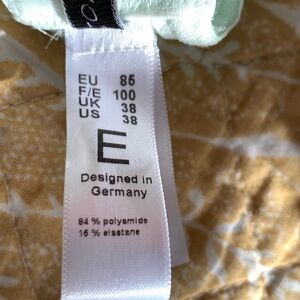 EU 85
F/E 100
UK 38
US 38
E
Designed in
Germany
84 % polyamide
16 % elastane